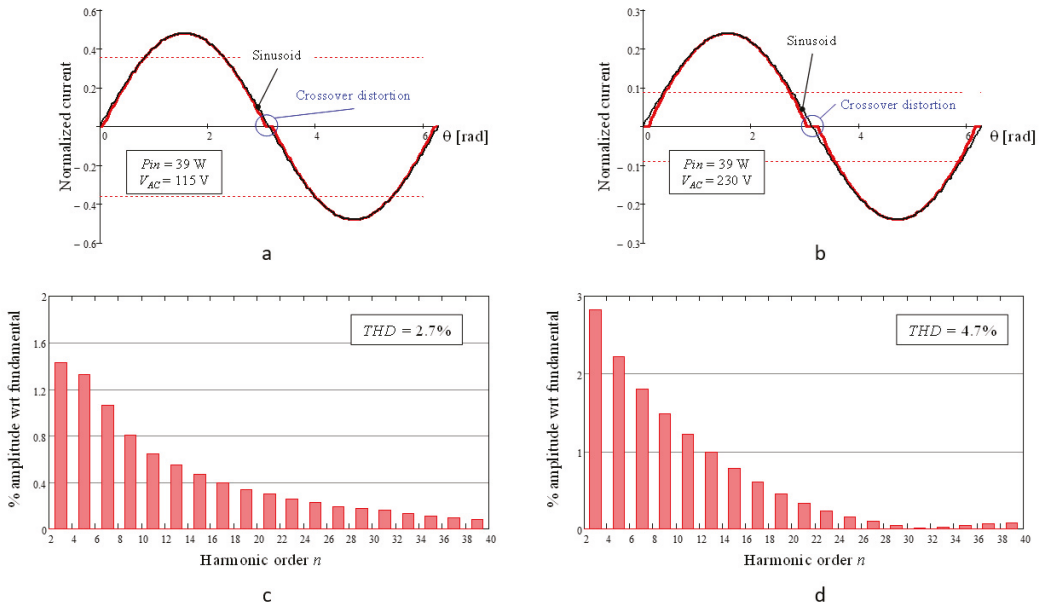 0.6
0.4
0.2
0
– 0.2
– 0.4
– 0.6
Normalized current
Sinusoid
Crossover distortion
2
4
6
θ [rad]
Pin = 39 W
VAC = 115 V
a
0.3
0.2
0.1
0
– 0.1
– 0.2
– 0.3
Normalized current
Sinusoid
Crossover distortion
2
4
6
θ [rad]
Pin = 39 W
VAC = 230 V
b
2
1.6
1.2
0.8
0.4
0
% amplitude wrt fundamental
THD = 2.7%
2 4 6 8 10 12 14 16 18 20 22 24 26 28 30 32 34 36 38 40
Harmonic order n
c
3
2
1
0
% amplitude wrt fundamental
THD = 4.7%
2 4 6 8 10 12 14 16 18 20 22 24 26 28 30 32 34 36 38 40
Harmonic order n
d